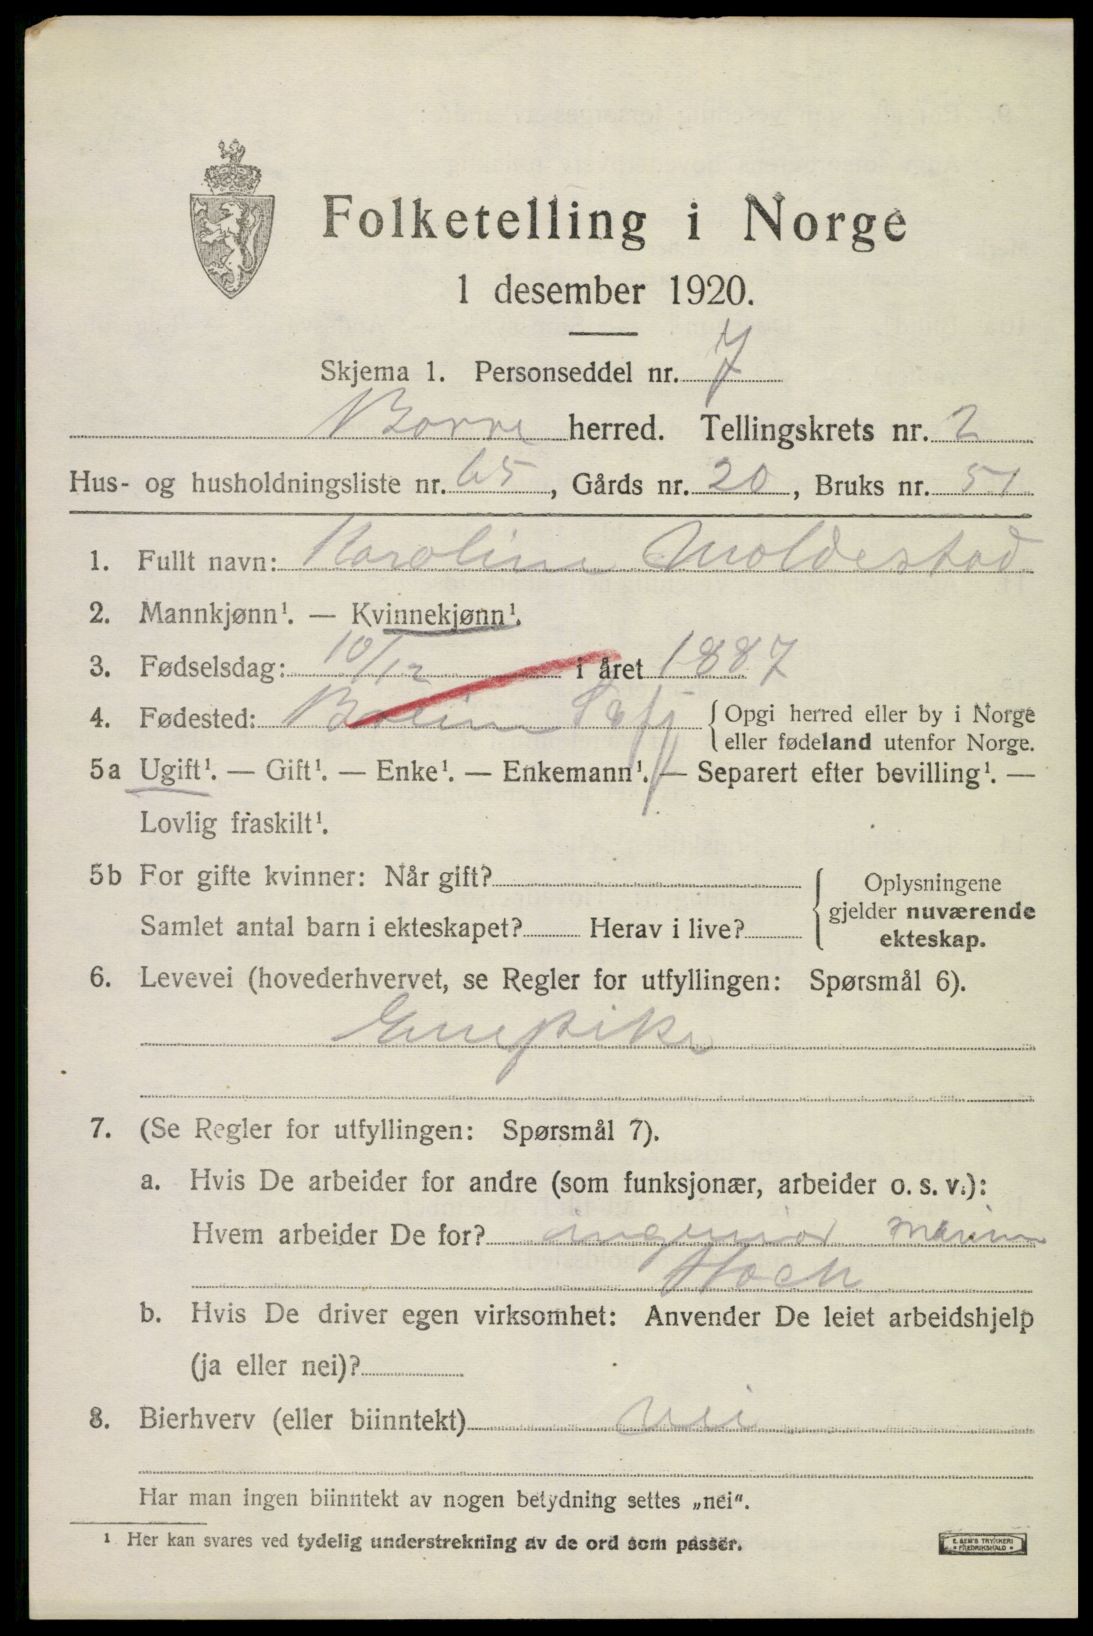 Folketelling i Norge
1 desember 1920.
Skjema 1. Personseddel nr. 7
Borre herred. Tellingskrets nr. 2
Hus- og husholdningsliste nr. 65, Gårds nr. 20, Bruks nr. 51
1. Fullt navn: Karoline Moldestad
2. Mannkjønn¹. — Kvinnekjønn¹.
3. Fødselsdag: 10/12 i året 1887
4. Fødested: {Opgi herred eller by i Norge
eller fødeland utenfor Norge.
5a Ugift¹. — Gift¹. — Enke¹. — Enkemann¹. — Separert efter bevilling¹. —
Lovlig fraskilt¹.
5b For gifte kvinner: Når gift? {Oplysningene
gjelder nuværende
Samlet antal barn i ekteskapet? Herav i live?
ekteskap.
6. Levevei (hovederhvervet, se Regler for utfyllingen: Spørsmål 6).
Enepike
7. (Se Regler for utfyllingen: Spørsmål 7).
a. Hvis De arbeider for andre (som funksjonær, arbeider o. s. v.):
Hvem arbeider De for? ingeniør
b. Hvis De driver egen virksomhet: Anvender De leiet arbeidshjelp
(ja eller nei)?
8. Bierhverv (eller biinntekt) nei
Har man ingen biinntekt av nogen betydning settes „nei".
¹ Her kan svares ved tydelig understrekning av de ord som passer.
E. SEM'S TRYKKERI
FREDRIKSHALD